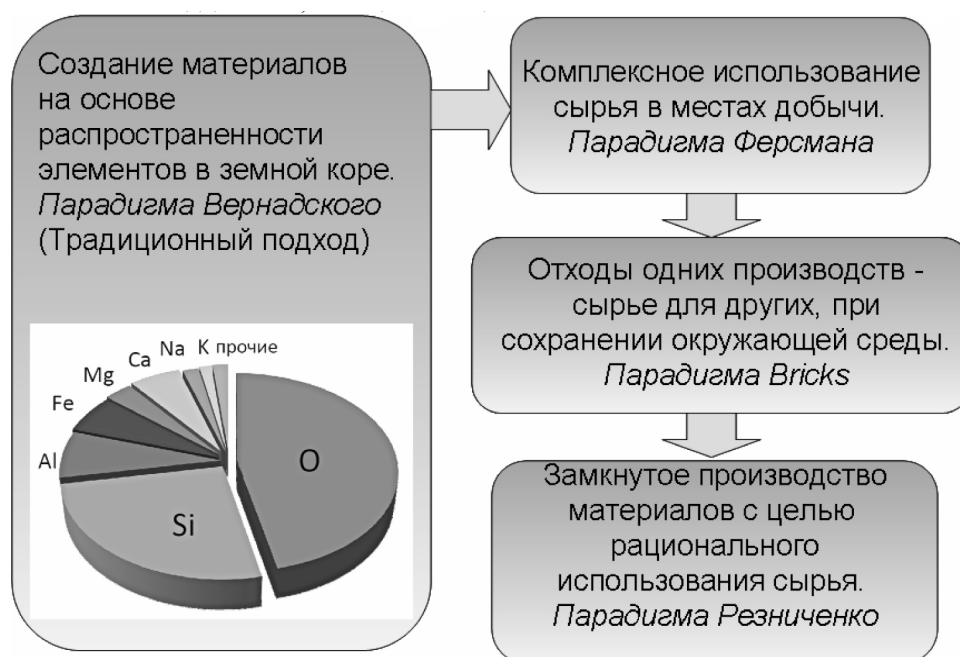 Создание материалов
на основе
распространенности
элементов в земной коре.
Парадигма Вернадского
(Традиционный подход)
Na К прочие
Ca
Mg
Fe
Al
O
Si
Комплексное использование
сырья в местах добычи.
Парадигма Ферсмана
Отходы одних производств -
сырье для других, при
сохранении окружающей среды.
Парадигма Bricks
Замкнутое производство
материалов с целью
рационального
использования сырья.
Парадигма Резниченко